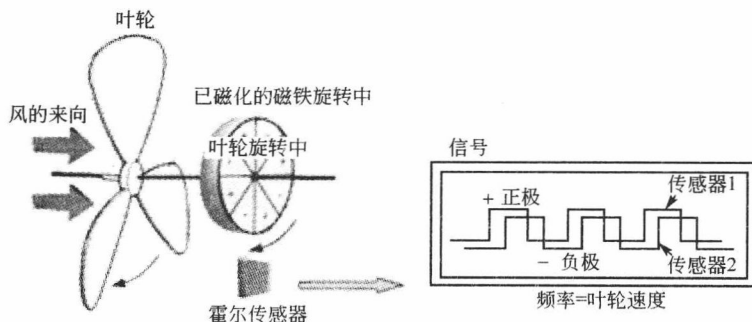 叶轮
已磁化的磁铁旋转中
风的来向
叶轮旋转中
信号
+ 正极
传感器1
- 负极
传感器2
霍尔传感器
频率=叶轮速度